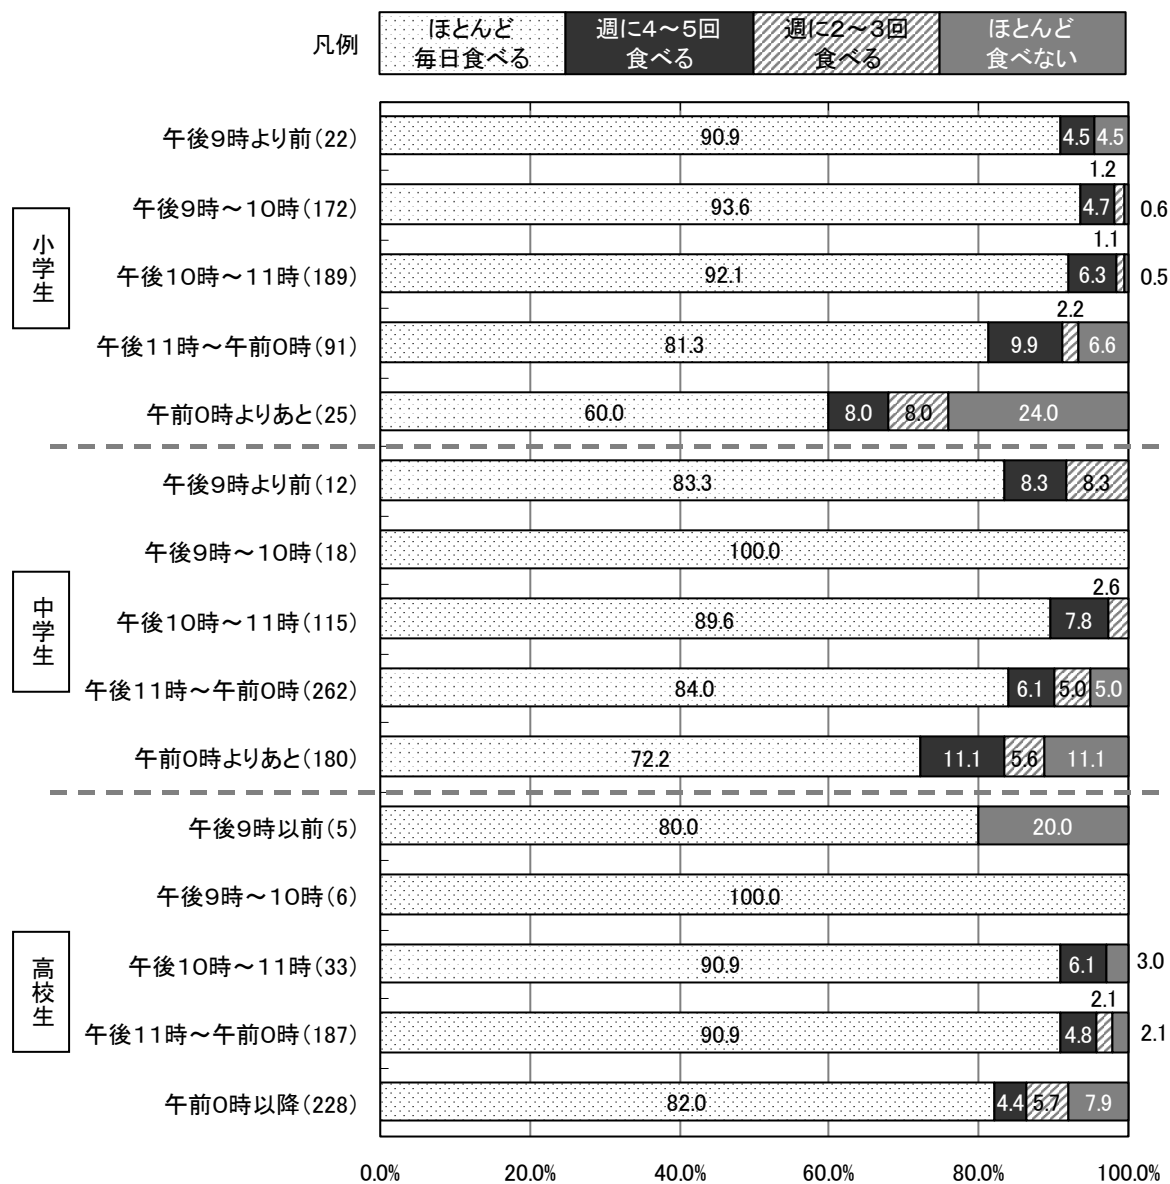 凡例
ほとんど
毎日食べる
週に4～5回
食べる
週に2～3回
食べる
ほとんど
食べない
小学生
午後9時より前(22)
90.9
4.5
4.5
1.2
午後9時～10時(172)
93.6
4.7
0.6
1.1
午後10時～11時(189)
92.1
6.3
0.5
2.2
午後11時～午前0時(91)
81.3
9.9
6.6
午前0時よりあと(25)
60.0
8.0
8.0
24.0
中学生
午後9時より前(12)
83.3
8.3
8.3
午後9時～10時(18)
100.0
2.6
午後10時～11時(115)
89.6
7.8
午後11時～午前0時(262)
84.0
6.1
5.0
5.0
午前0時よりあと(180)
72.2
11.1
5.6
11.1
高校生
午後9時以前(5)
80.0
20.0
午後9時～10時(6)
100.0
午後10時～11時(33)
90.9
6.1
3.0
2.1
午後11時～午前0時(187)
90.9
4.8
2.1
午前0時以降(228)
82.0
4.4
5.7
7.9
0.0%
20.0%
40.0%
60.0%
80.0%
100.0%